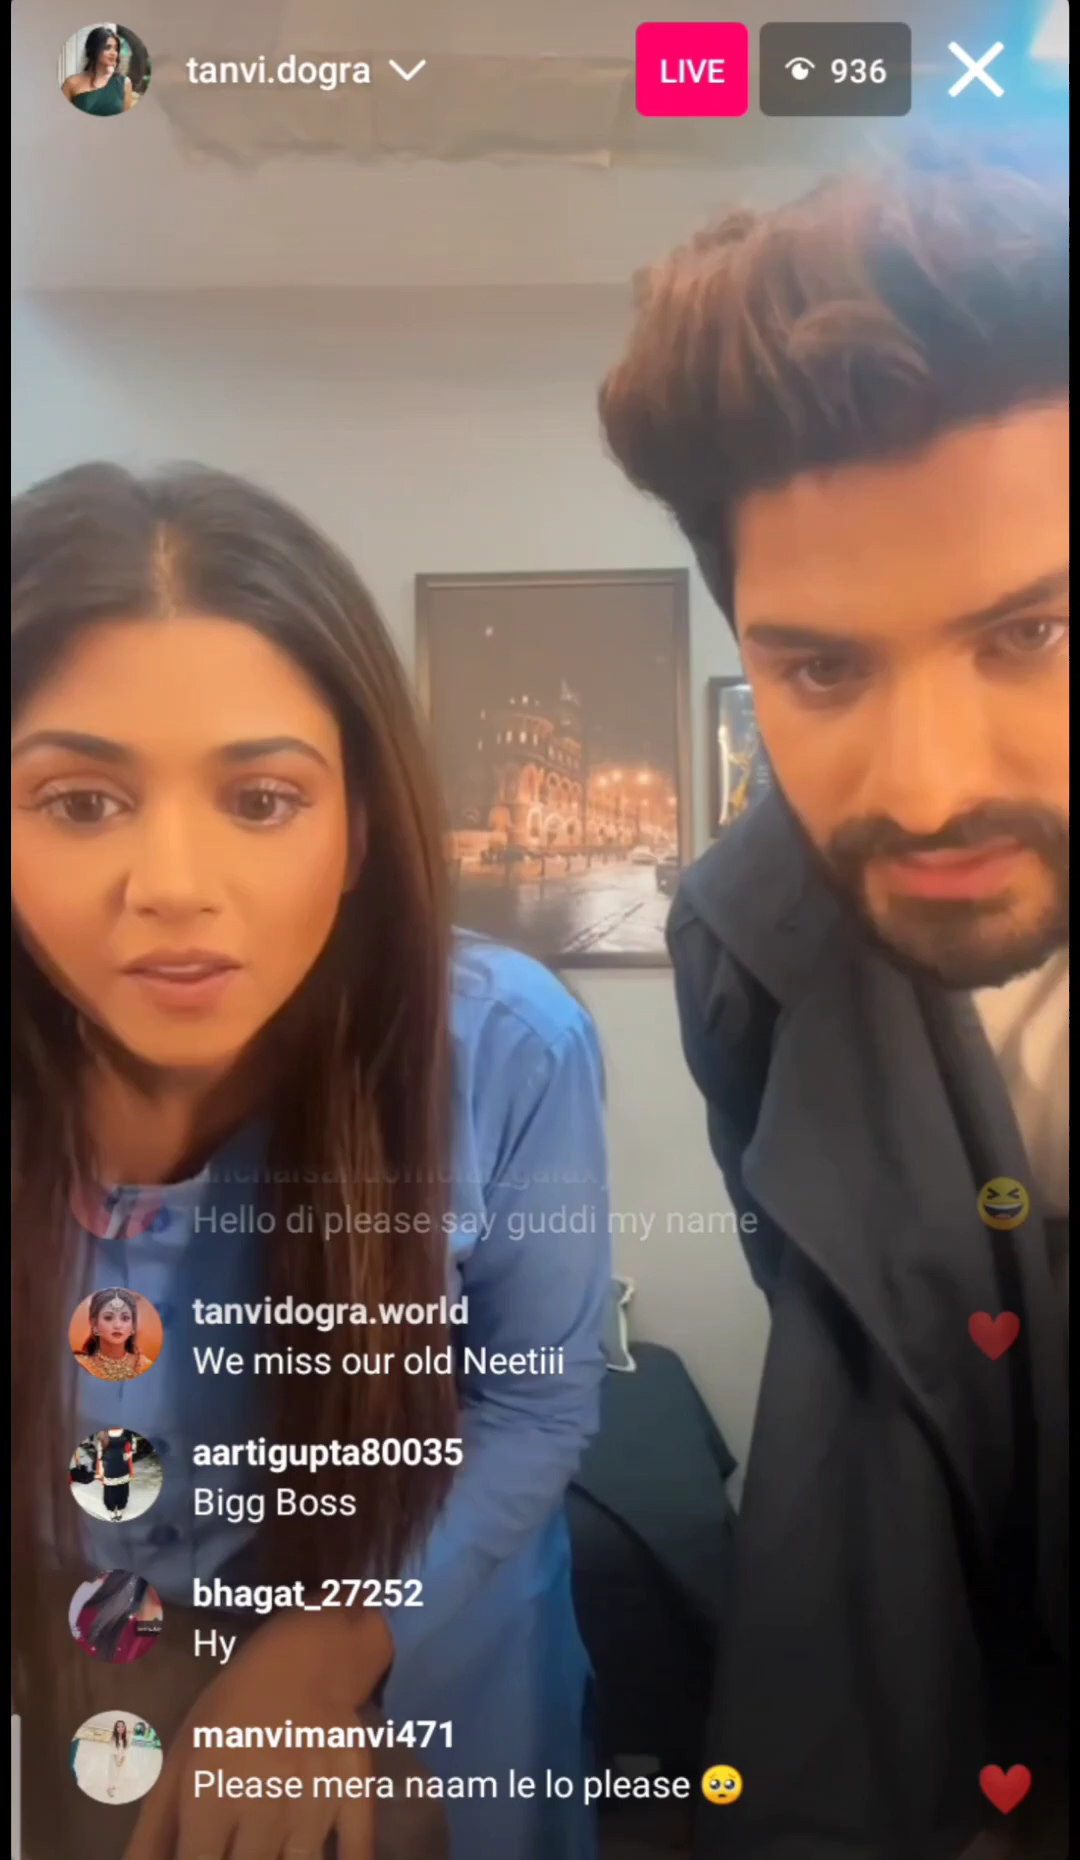 tanvi.dogra
LIVE
936
Hello di please say guddi my name
tanvidogra.world
We miss our old Neetiii
aartigupta80035
Bigg Boss
bhagat_27252
Hy
manvimanvi471
Please mera naam le lo please 🥺